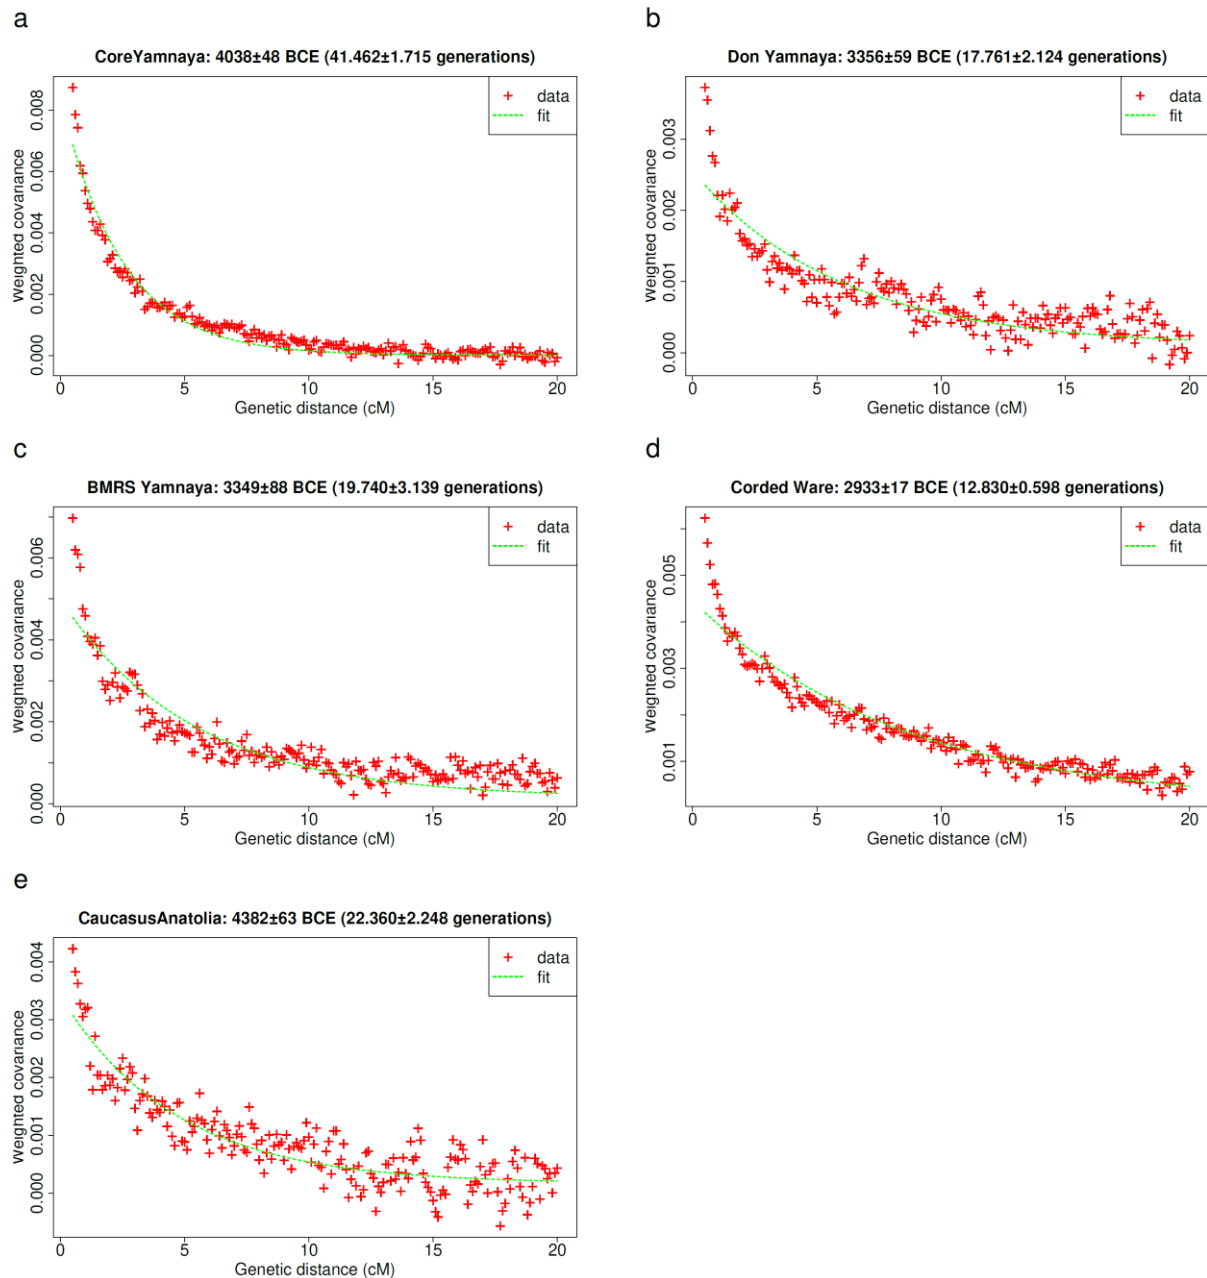 a
CoreYamnaya: 4038±48 BCE (41.462±1.715 generations)
data
fit
Weighted covariance
0.008
0.006
0.004
0.002
0.000
0 5 10 15 20
Genetic distance (cM)
b
Don Yamnaya: 3356±59 BCE (17.761±2.124 generations)
data
fit
Weighted covariance
0.003
0.002
0.001
0.000
0 5 10 15 20
Genetic distance (cM)
c
BMRS Yamnaya: 3349±88 BCE (19.740±3.139 generations)
data
fit
Weighted covariance
0.006
0.004
0.002
0.000
0 5 10 15 20
Genetic distance (cM)
d
Corded Ware: 2933±17 BCE (12.830±0.598 generations)
data
fit
Weighted covariance
0.005
0.003
0.001
0 5 10 15 20
Genetic distance (cM)
e
CaucasusAnatolia: 4382±63 BCE (22.360±2.248 generations)
data
fit
Weighted covariance
0.004
0.003
0.002
0.001
0.000
0 5 10 15 20
Genetic distance (cM)